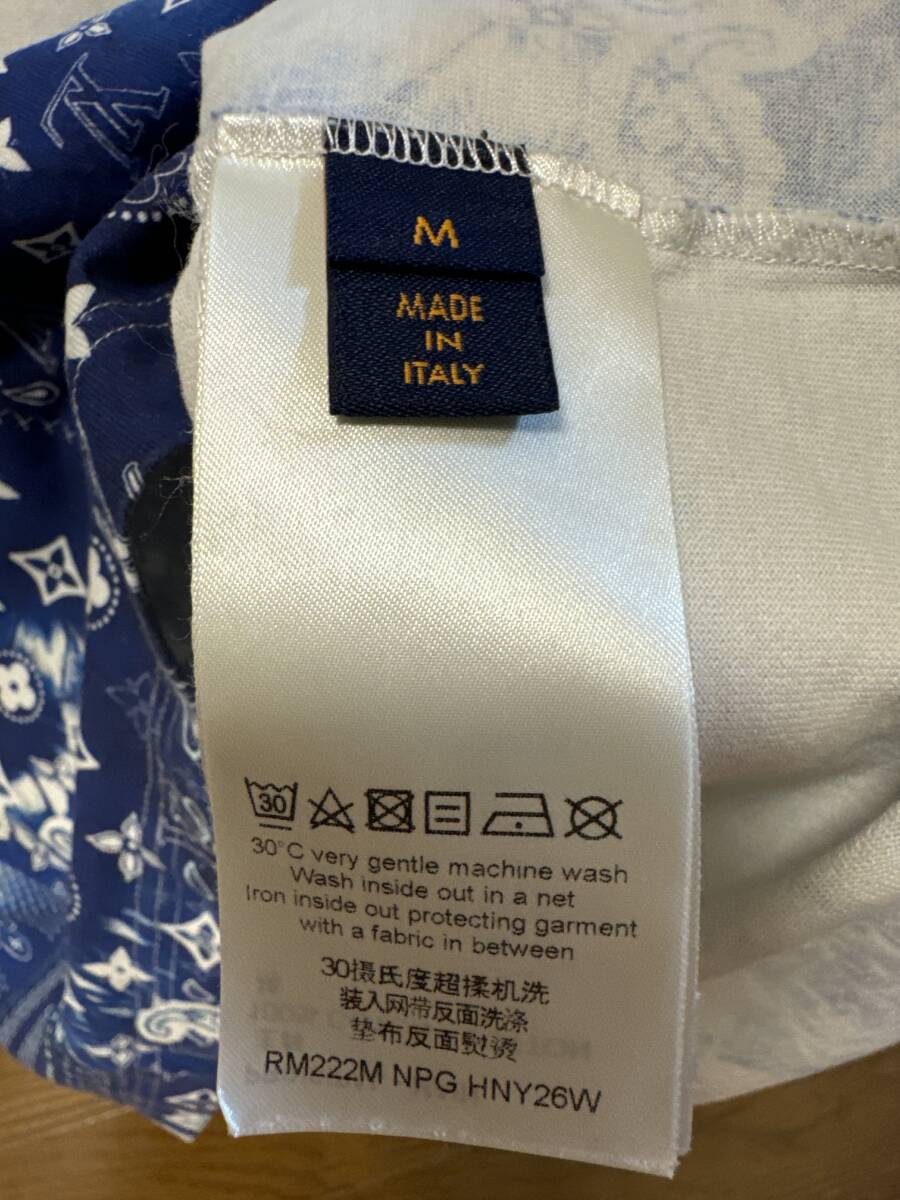 M
MADE
IN
ITALY
30
30°C very gentle machine wash
Wash inside out in a net
Iron inside out protecting garment
with a fabric in between
30摄氏度超揉机洗
装入网带反面洗涤
垫布反面熨烫
RM222M NPG HNY26W